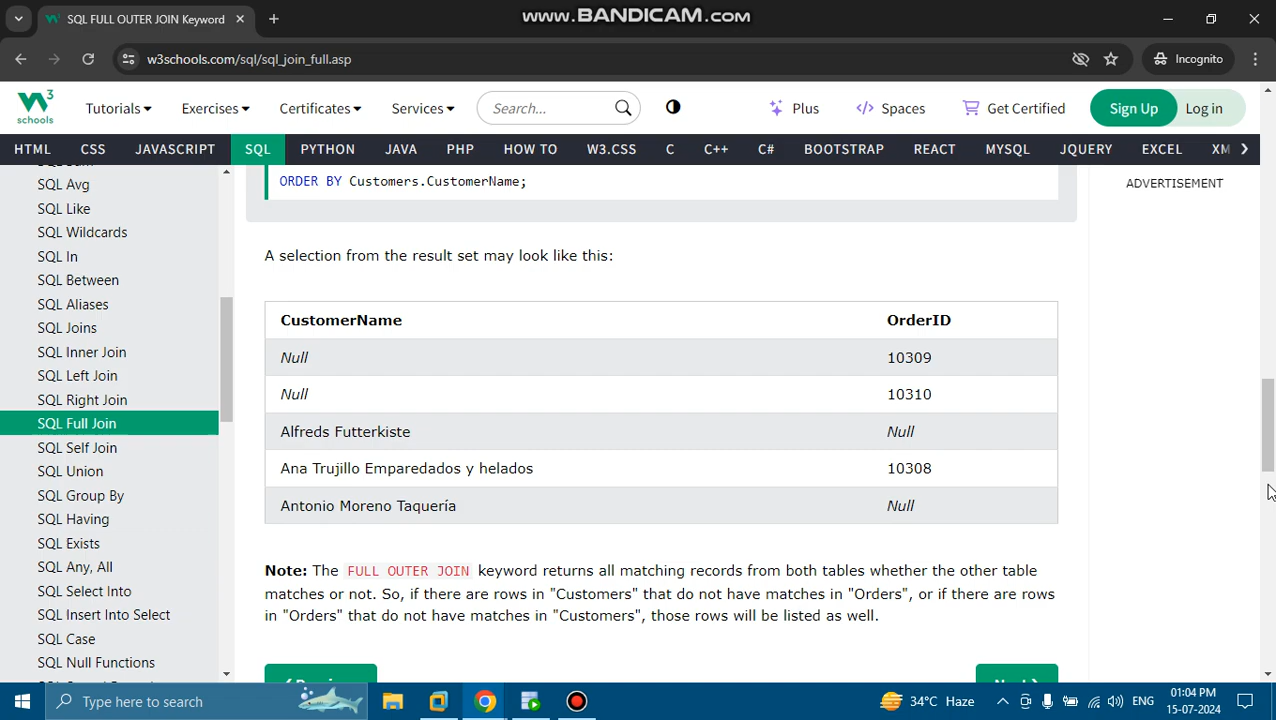 SQL FULL OUTER JOIN Keyword
www.BANDICAM.com
w3schools.com/sql/sql_join_full.asp
Incognito
W3 schools
Tutorials
Exercises
Certificates
Services
Search...
Plus
Spaces
Get Certified
Sign Up
Log in
HTML CSS JAVASCRIPT SQL PYTHON JAVA PHP HOW TO W3.CSS C C++ C# BOOTSTRAP REACT MYSQL JQUERY EXCEL XM
SQL Avg
SQL Like
SQL Wildcards
SQL In
SQL Between
SQL Aliases
SQL Joins
SQL Inner Join
SQL Left Join
SQL Right Join
SQL Full Join
SQL Self Join
SQL Union
SQL Group By
SQL Having
SQL Exists
SQL Any, All
SQL Select Into
SQL Insert Into Select
SQL Case
SQL Null Functions
ORDER BY Customers.CustomerName;
A selection from the result set may look like this:
CustomerName OrderID
Null 10309
Null 10310
Alfreds Futterkiste Null
Ana Trujillo Emparedados y helados 10308
Antonio Moreno Taquería Null
Note: The FULL OUTER JOIN keyword returns all matching records from both tables whether the other table
matches or not. So, if there are rows in "Customers" that do not have matches in "Orders", or if there are rows
in "Orders" that do not have matches in "Customers", those rows will be listed as well.
ADVERTISEMENT
Type here to search
34°C Haze
ENG
01:04 PM
15-07-2024